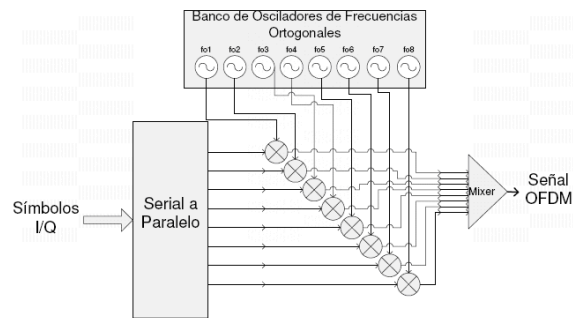 Banco de Osciladores de Frecuencias
Ortogonales
fo1 fo2 fo3 fo4 fo5 fo6 fo7 fo8
Serial a
Paralelo
Símbolos
I/Q
Mixer
Señal
OFDM